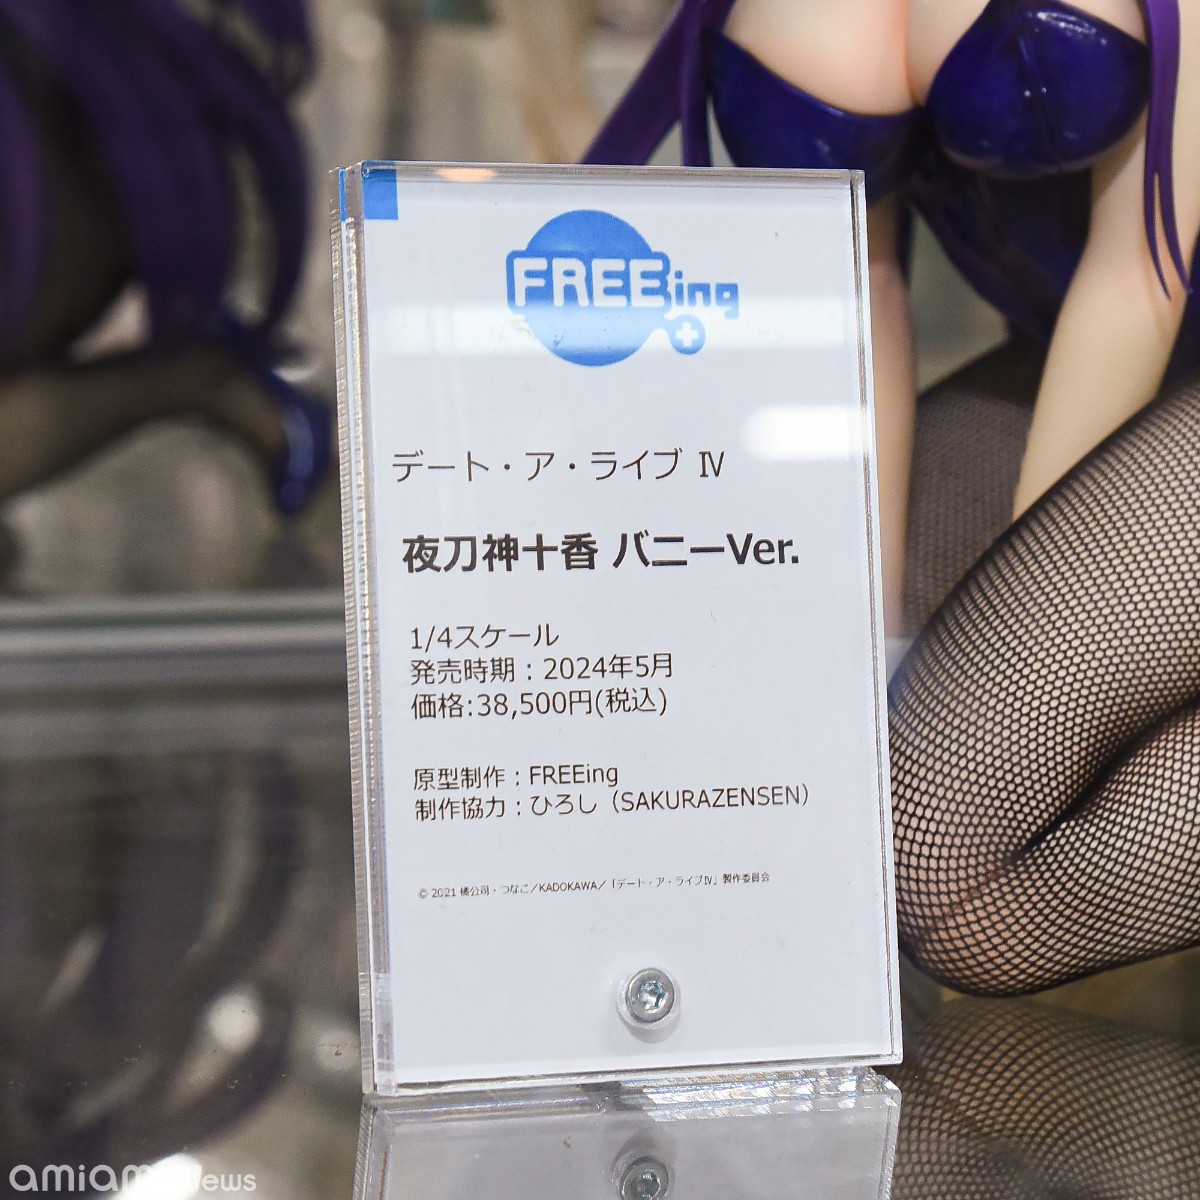 FREEing
デート・ア・ライブ Ⅳ
夜刀神十香 バニーVer.
1/4スケール
発売時期：2024年5月
価格:38,500円(税込)
原型制作：FREEing
制作協力：ひろし（SAKURAZENSEN）
© 2021 橘公司・つなこ／KADOKAWA／「デート・ア・ライブⅣ」製作委員会
amiami News